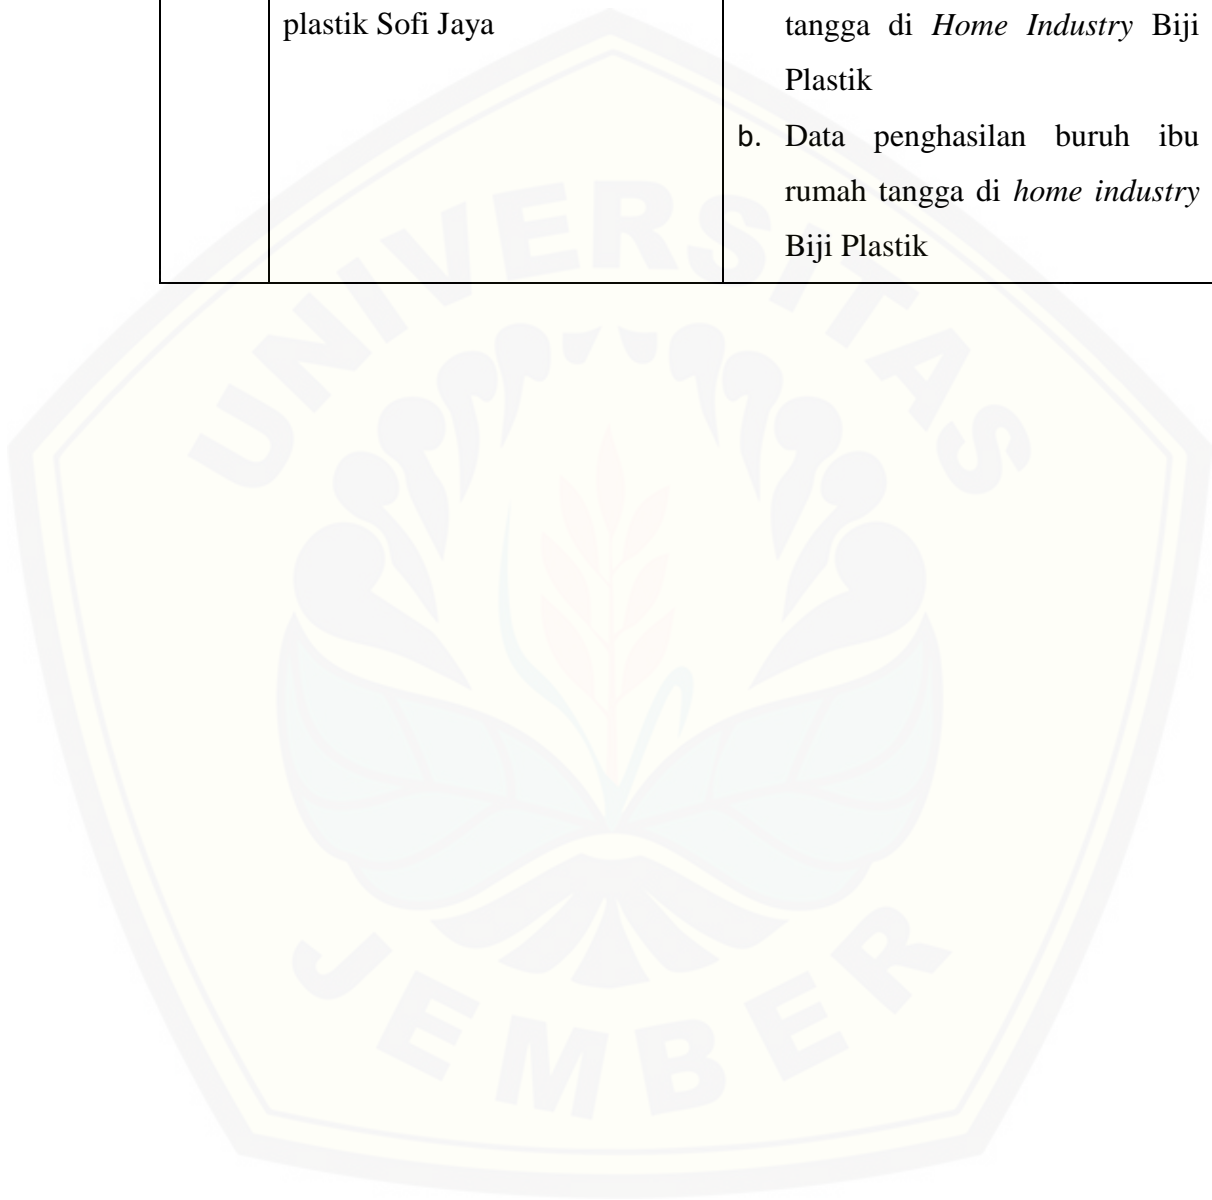 plastik Sofi Jaya
tangga di Home Industry Biji
Plastik
b. Data penghasilan buruh ibu
rumah tangga di home industry
Biji Plastik
UNIVERSITAS
JEMBER